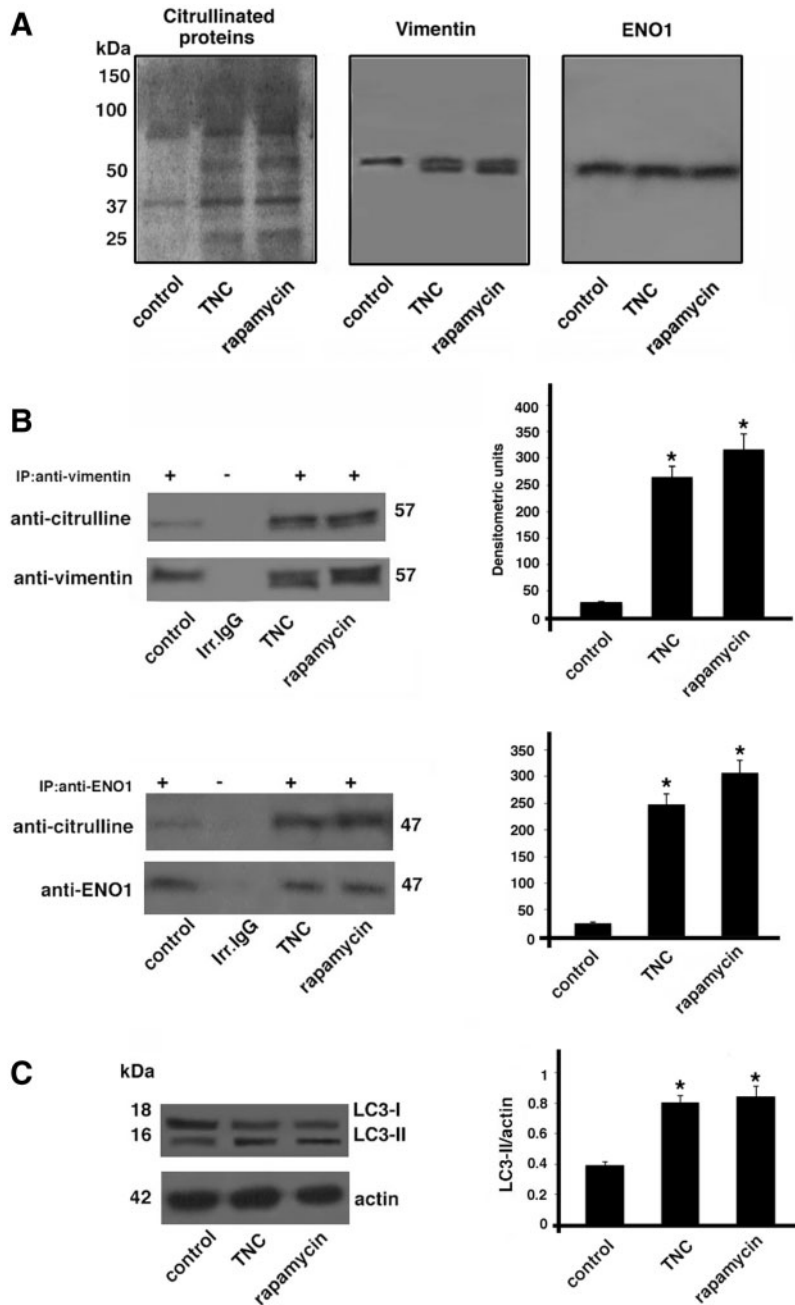 A
Citrullinated
proteins
Vimentin
ENO1
kDa
150
100
50
37
25
control
TNC
rapamycin
control
TNC
rapamycin
control
TNC
rapamycin
B
IP:anti-vimentin + - + +
anti-citrulline 57
anti-vimentin 57
control
Irr.IgG
TNC
rapamycin
Densitometric units
400
350
300
250
200
150
100
50
0
*
*
control
TNC
rapamycin
IP:anti-ENO1 + - + +
anti-citrulline 47
anti-ENO1 47
control
Irr.IgG
TNC
rapamycin
Densitometric units
350
300
250
200
150
100
50
0
*
*
control
TNC
rapamycin
C
kDa
18 LC3-I
16 LC3-II
42 actin
control
TNC
rapamycin
LC3-II/actin
1
0.8
0.6
0.4
0.2
0
*
*
control
TNC
rapamycin